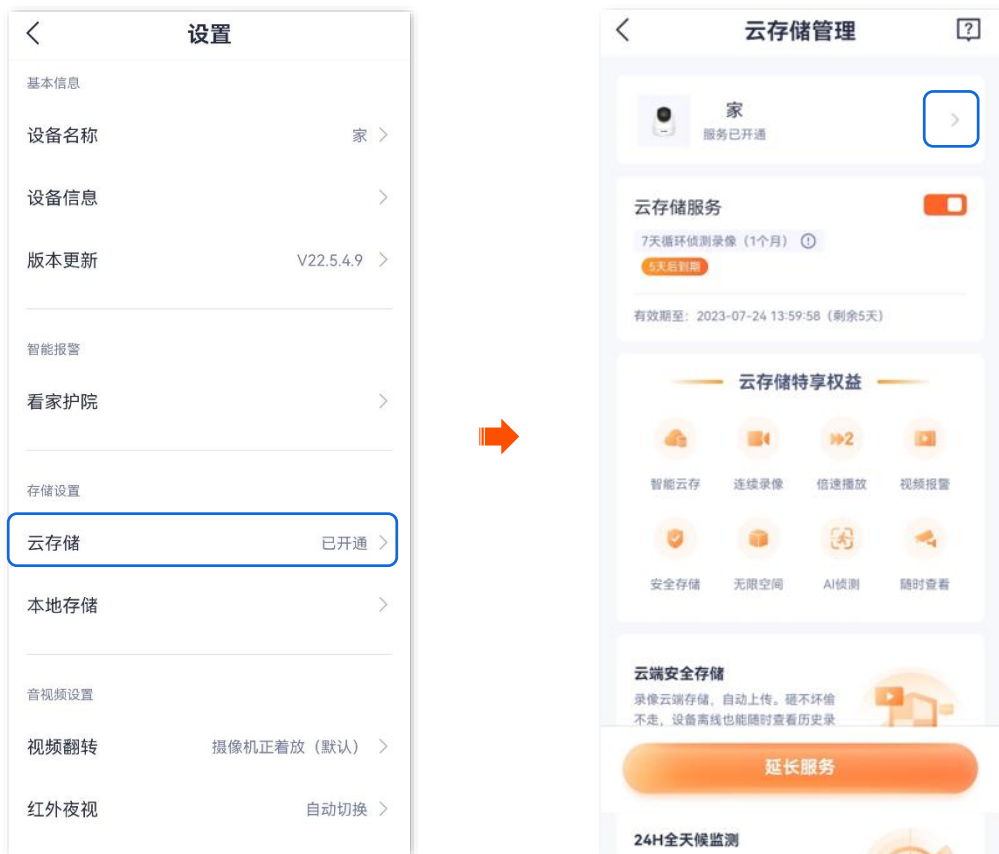 设置
基本信息
设备名称 家
设备信息
版本更新 V22.5.4.9
智能报警
看家护院
存储设置
云存储 已开通
本地存储
音视频设置
视频翻转 摄像机正着放（默认）
红外夜视 自动切换
云存储管理
家
服务已开通
云存储服务
7天循环侦测录像（1个月）
5天后到期
有效期至：2023-07-24 13:59:58（剩余5天）
云存储特享权益
2
智能云存 连续录像 倍速播放 视频报警
安全存储 无限空间 AI侦测 随时查看
云端安全存储
录像云端存储，自动上传。砸不坏偷
不走，设备离线也能随时查看历史录
延长服务
24H全天候监测